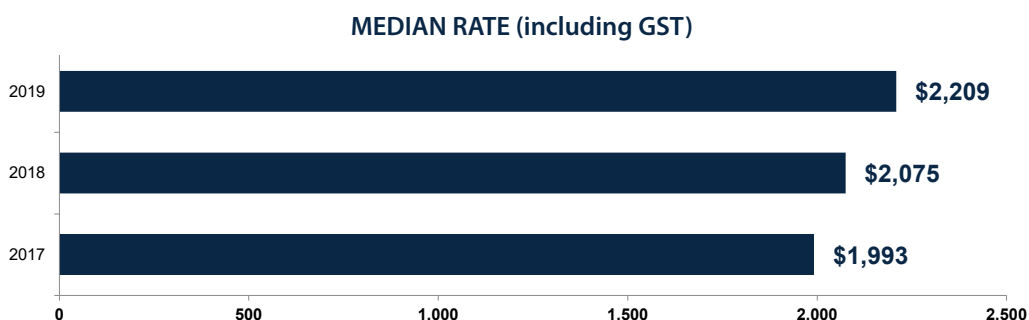 MEDIAN RATE (including GST)
2019 $2,209
2018 $2,075
2017 $1,993
0 500 1,000 1,500 2,000 2,500